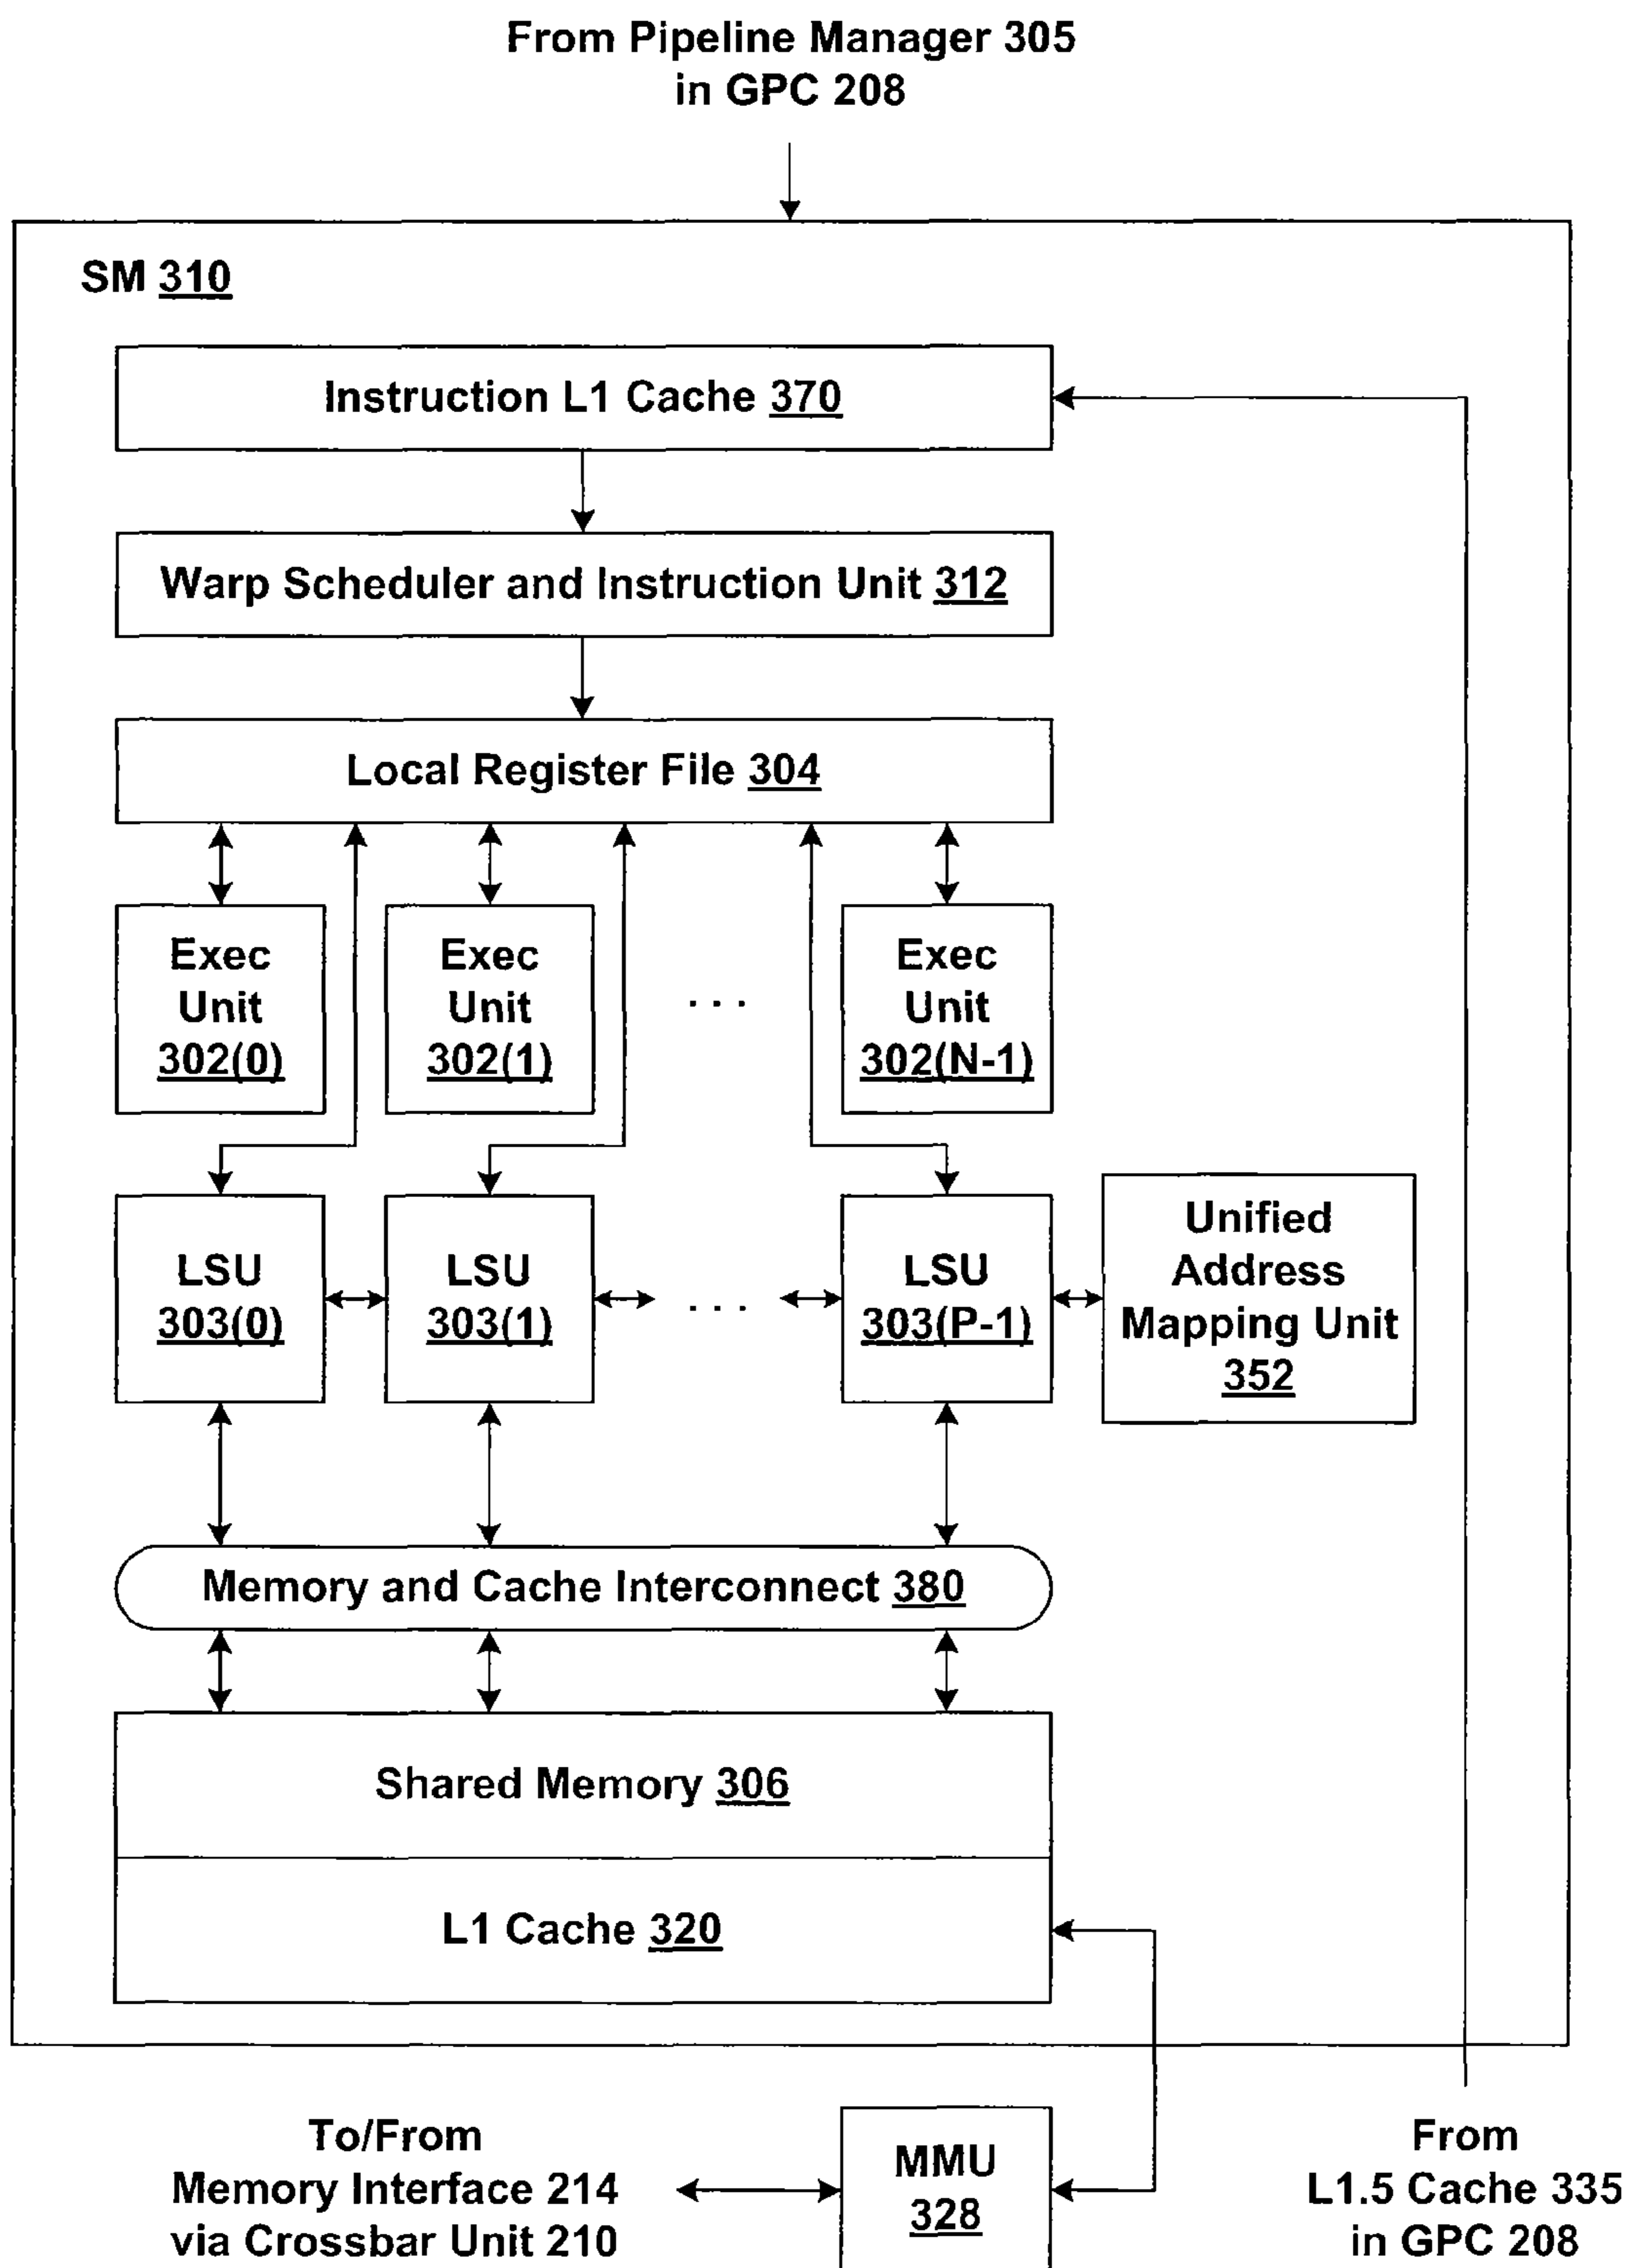 From Pipeline Manager 305
in GPC 208
SM 310
Instruction L1 Cache 370
Warp Scheduler and Instruction Unit 312
Local Register File 304
Exec
Unit
302(0)
Exec
Unit
302(1)
. . .
Exec
Unit
302(N-1)
LSU
303(0)
LSU
303(1)
. . .
LSU
303(P-1)
Unified
Address
Mapping Unit
352
Memory and Cache Interconnect 380
Shared Memory 306
L1 Cache 320
To/From
Memory Interface 214
via Crossbar Unit 210
MMU
328
From
L1.5 Cache 335
in GPC 208